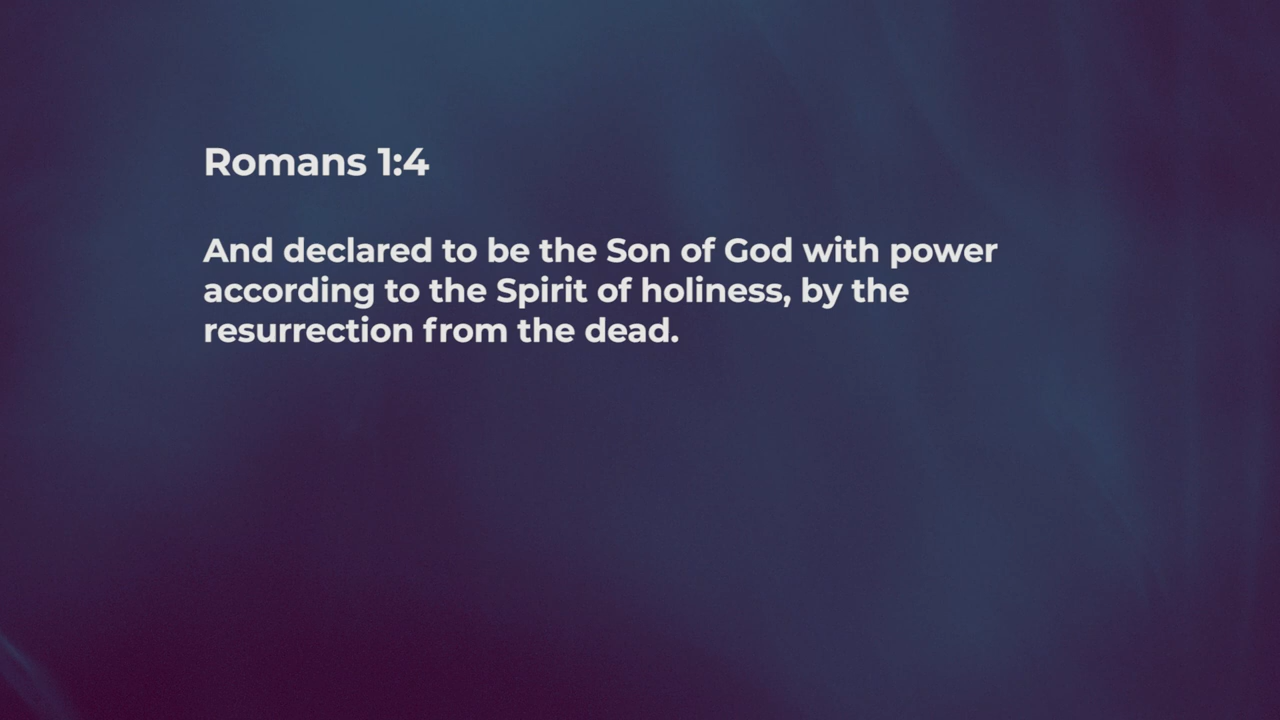 Romans 1:4
And declared to be the Son of God with power
according to the Spirit of holiness, by the
resurrection from the dead.